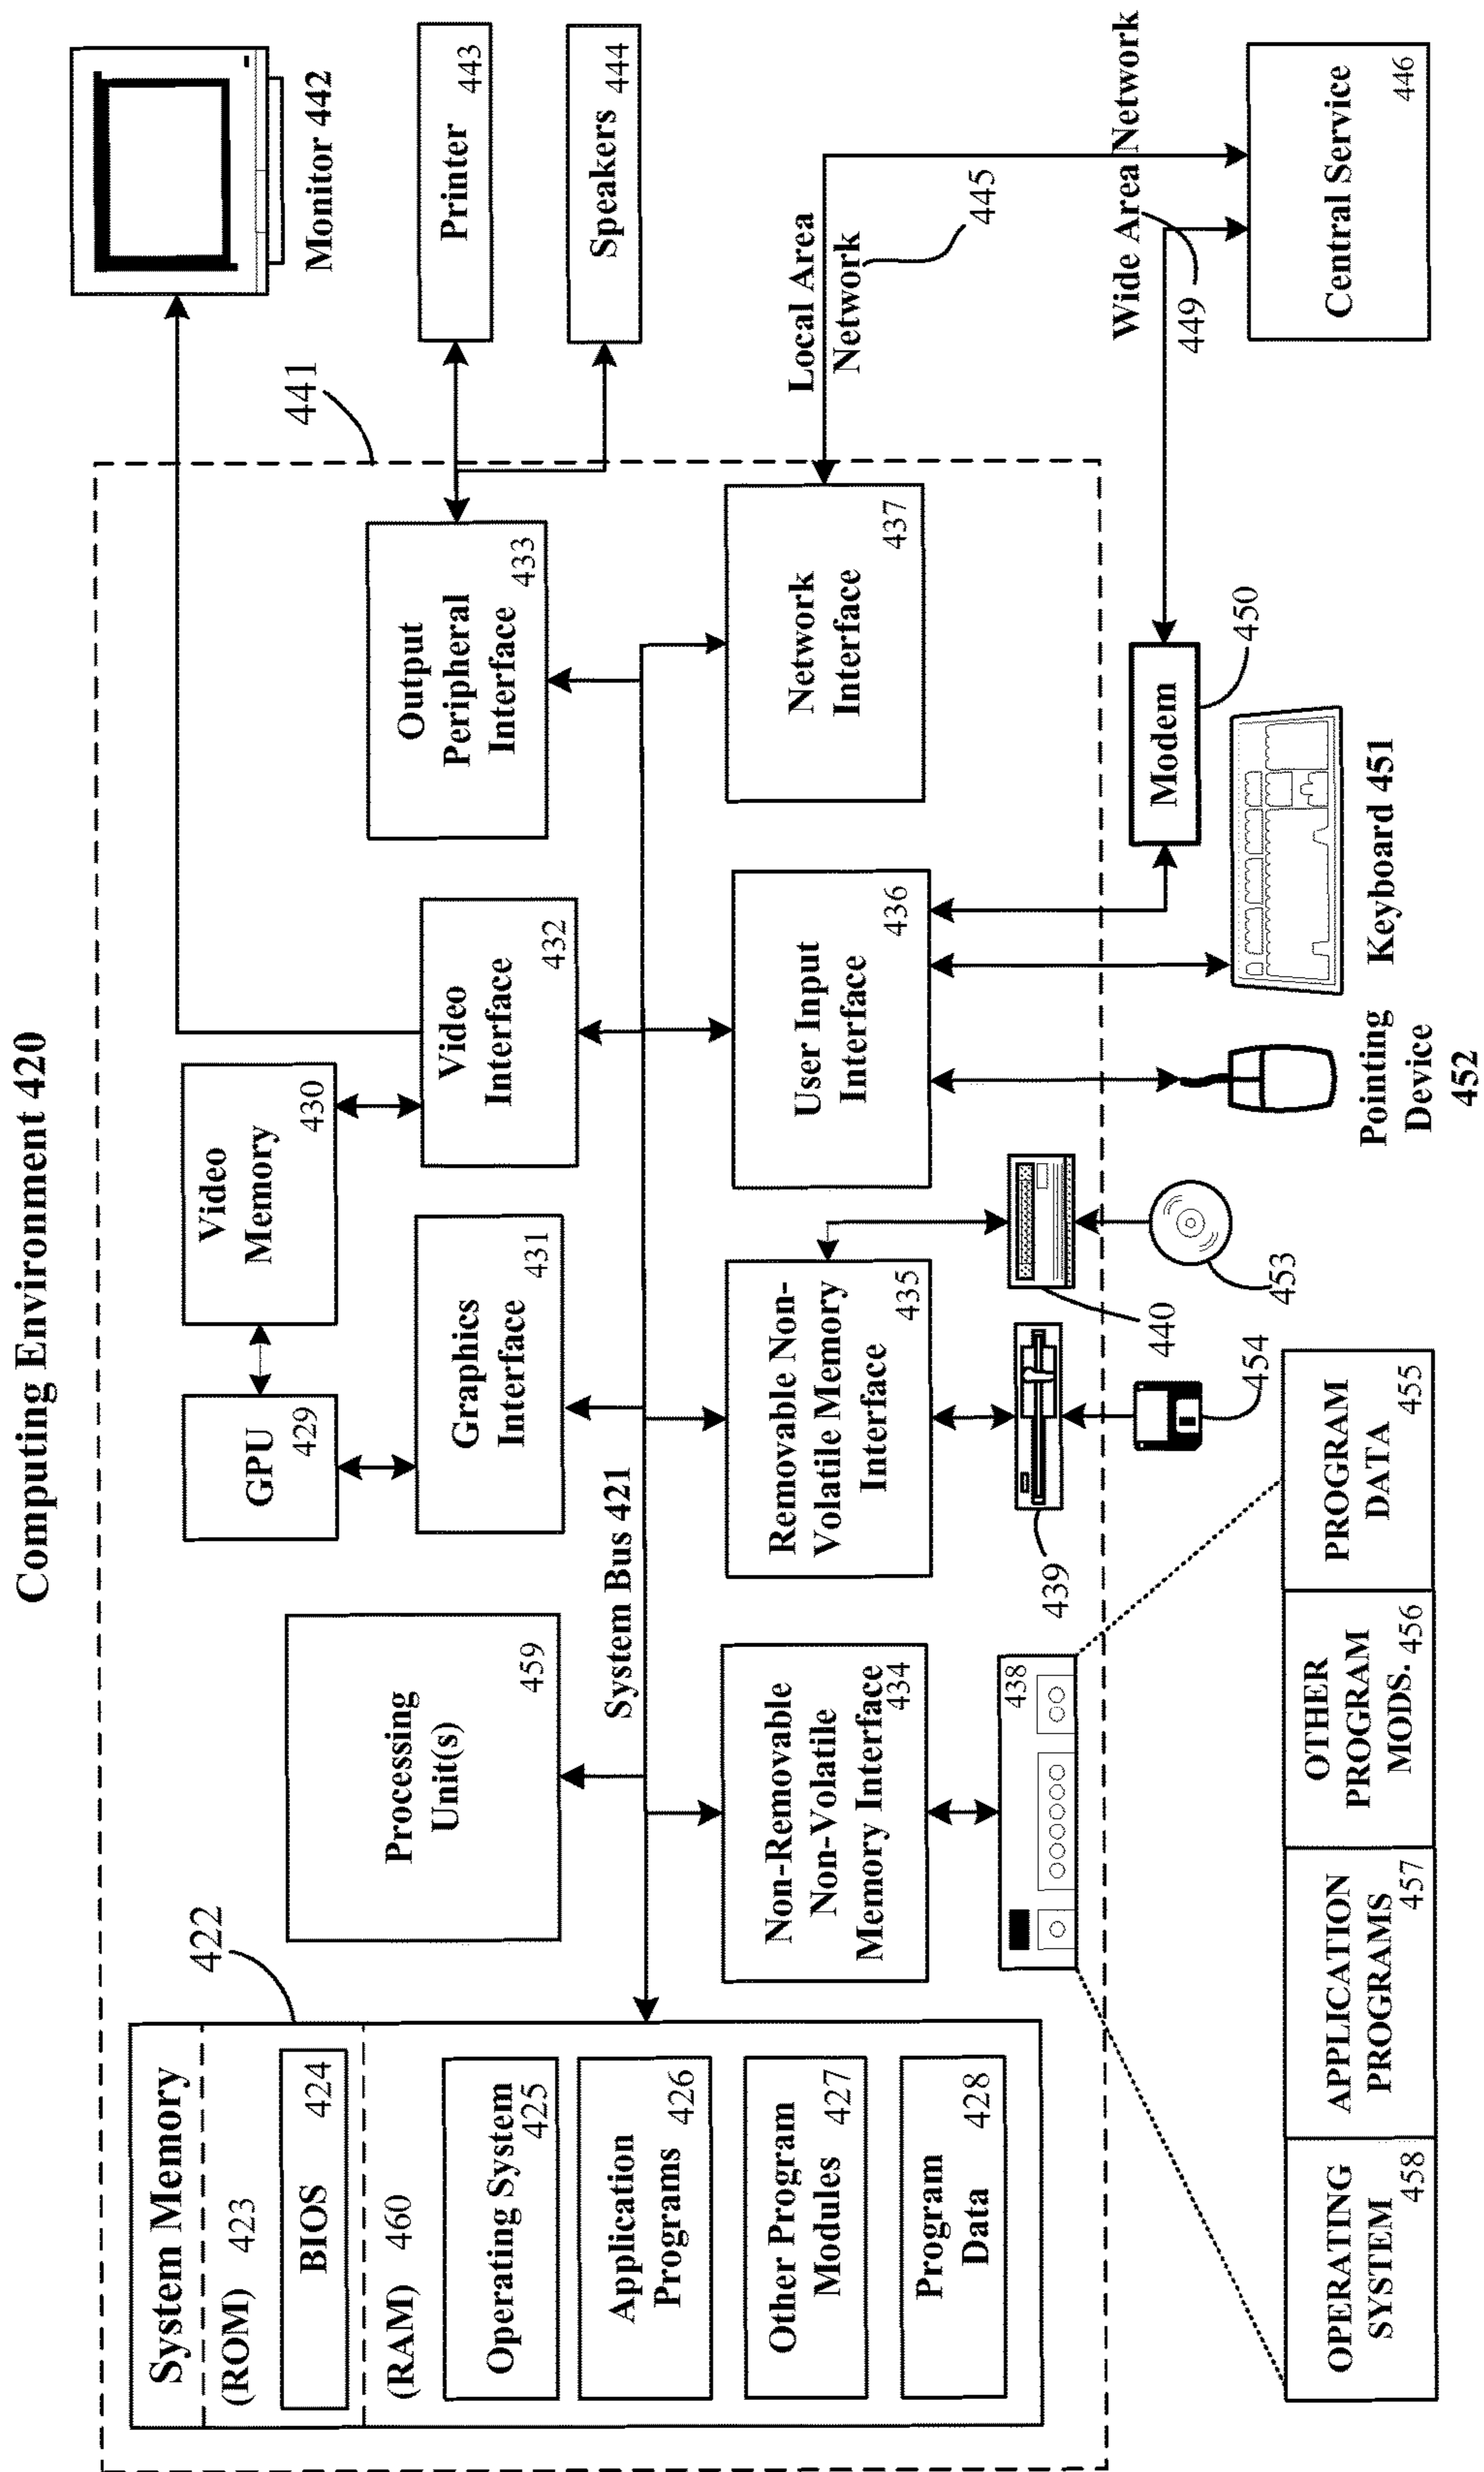 Computing Environment 420
System Memory
(ROM) 423
BIOS
424
(RAM) 460
Operating System
425
Application
Programs
426
Other Program
Modules
427
Program
Data
428
422
Processing
Unit(s)
459
System Bus 421
GPU
429
Video
Memory
430
Graphics
Interface
431
Video
Interface
432
Output
Peripheral
Interface
433
441
Monitor 442
Printer
443
Speakers
444
Non-Removable
Non-Volatile
Memory Interface
434
Removable Non-
Volatile Memory
Interface
435
User Input
Interface
436
Network
Interface
437
Local Area
Network
445
Wide Area Network
449
Central Service
446
438
439
440
454
453
Pointing
Device
452
Keyboard 451
Modem
450
OPERATING
SYSTEM
458
APPLICATION
PROGRAMS
457
OTHER
PROGRAM
MODS.
456
PROGRAM
DATA
455